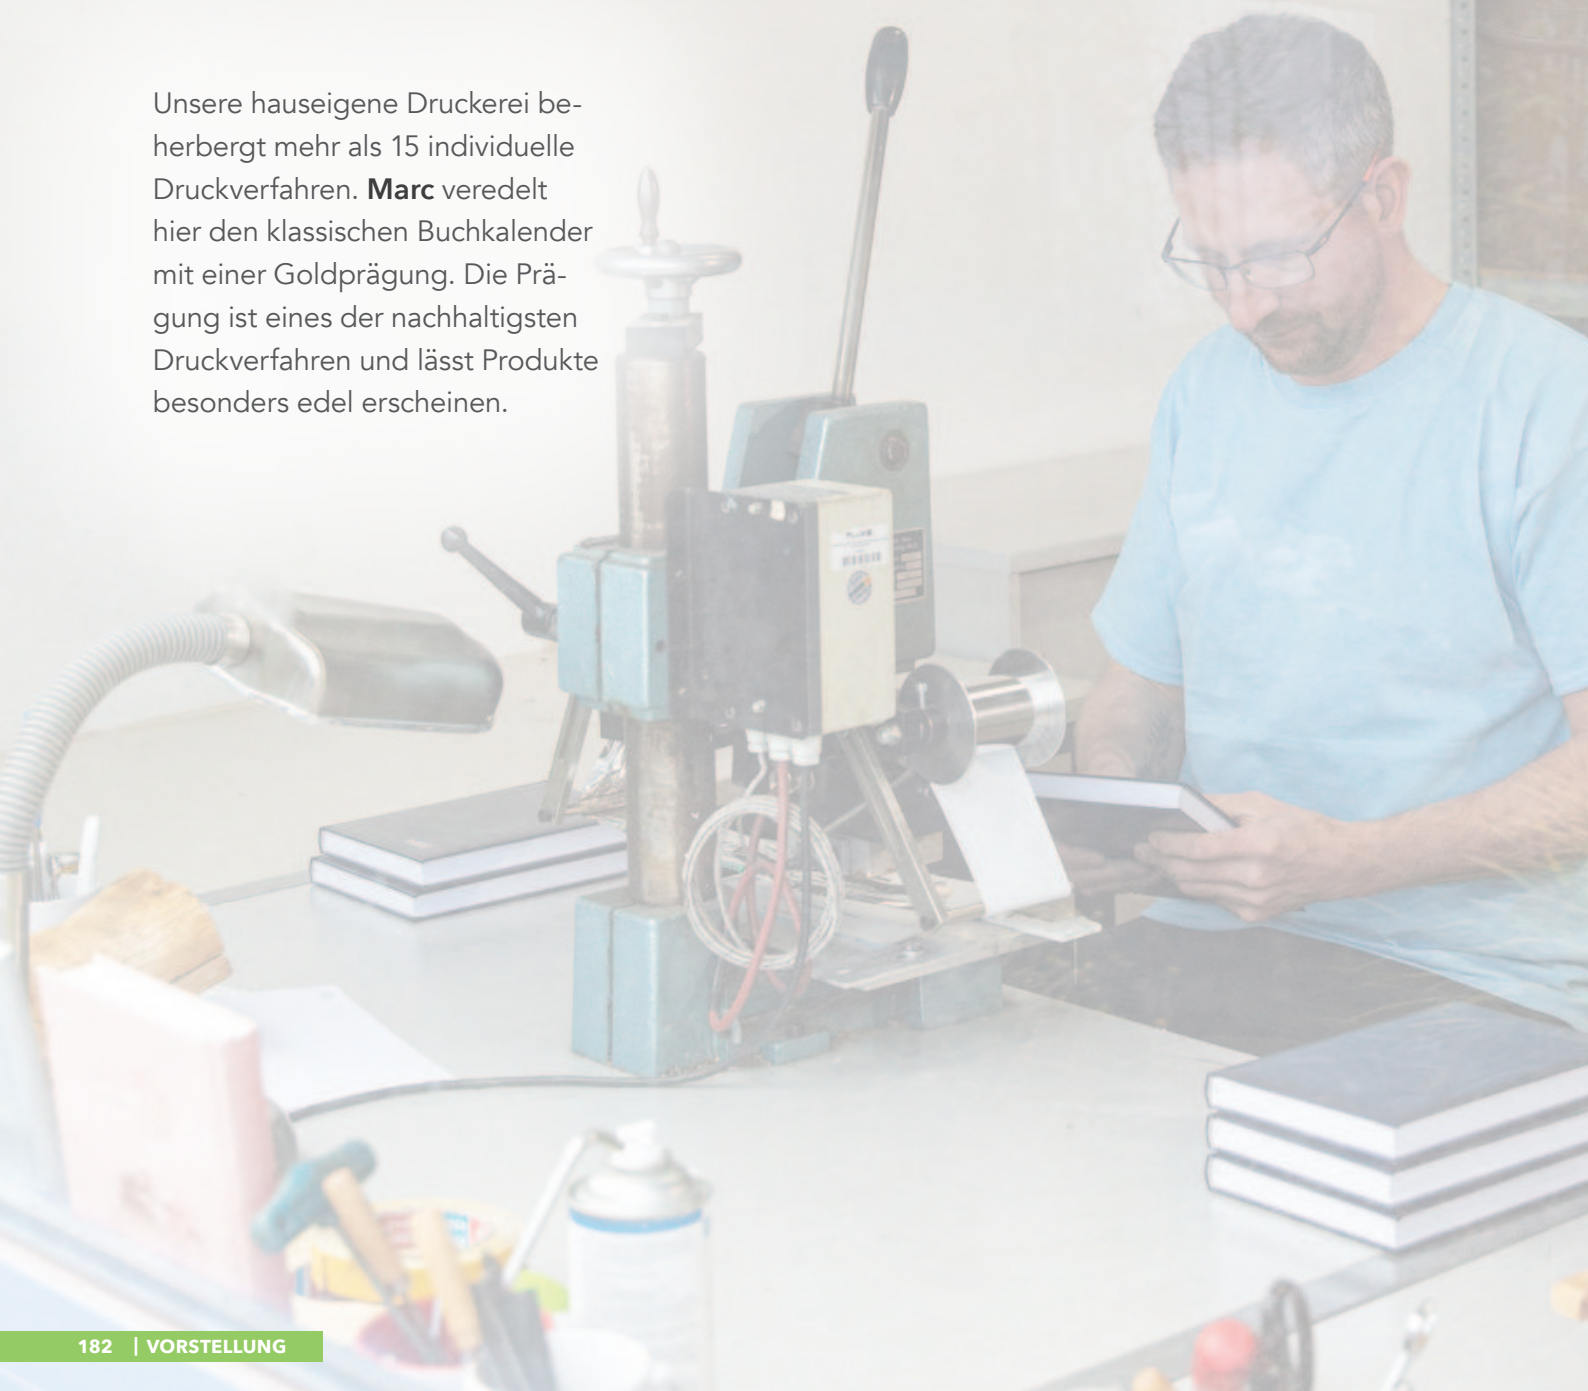 Unsere hauseigene Druckerei be-
herbergt mehr als 15 individuelle
Druckverfahren. Marc veredelt
hier den klassischen Buchkalender
mit einer Goldprägung. Die Prä-
gung ist eines der nachhaltigsten
Druckverfahren und lässt Produkte
besonders edel erscheinen.
182 | VORSTELLUNG